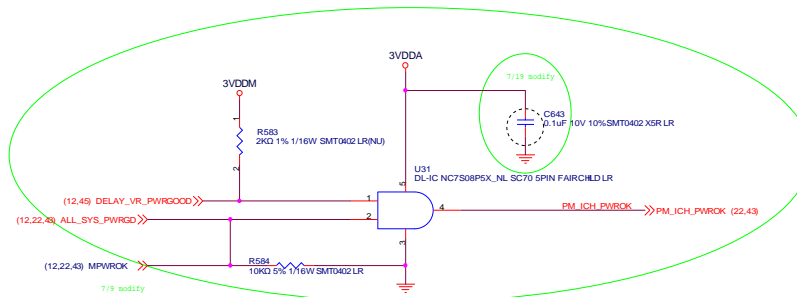 3VDDA
7/19 modify
3VDDM
C643
0.1uF 10V 10%SMT0402 X5R LR
1
R583
2KΩ 1% 1/16W SMT0402 LR(NU)
2
U31
DL-IC NC7S08P5X_NL SC70 5PIN FAIRCHILD LR
5
(12,45) DELAY_VR_PWRGOOD
1
4
PM_ICH_PWROK
PM_ICH_PWROK (22,43)
(12,22,43) ALL_SYS_PWRGD
2
3
(12,22,43) MPWROK
R584
10KΩ 5% 1/16W SMT0402 LR
7/9 modify